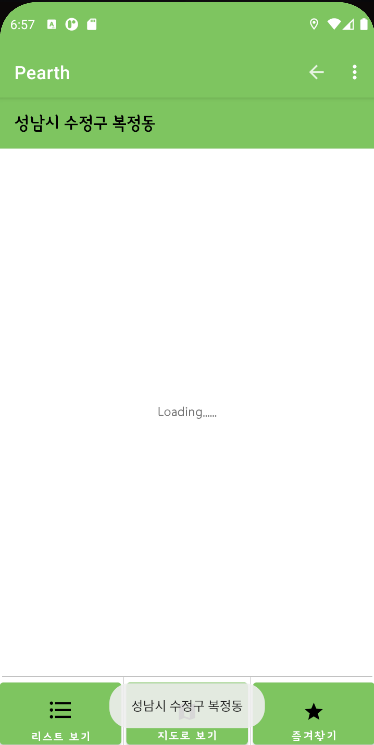 6:57
Pearth
성남시 수정구 복정동
Loading......
리스트 보기
성남시 수정구 복정동
지도로 보기
즐겨찾기